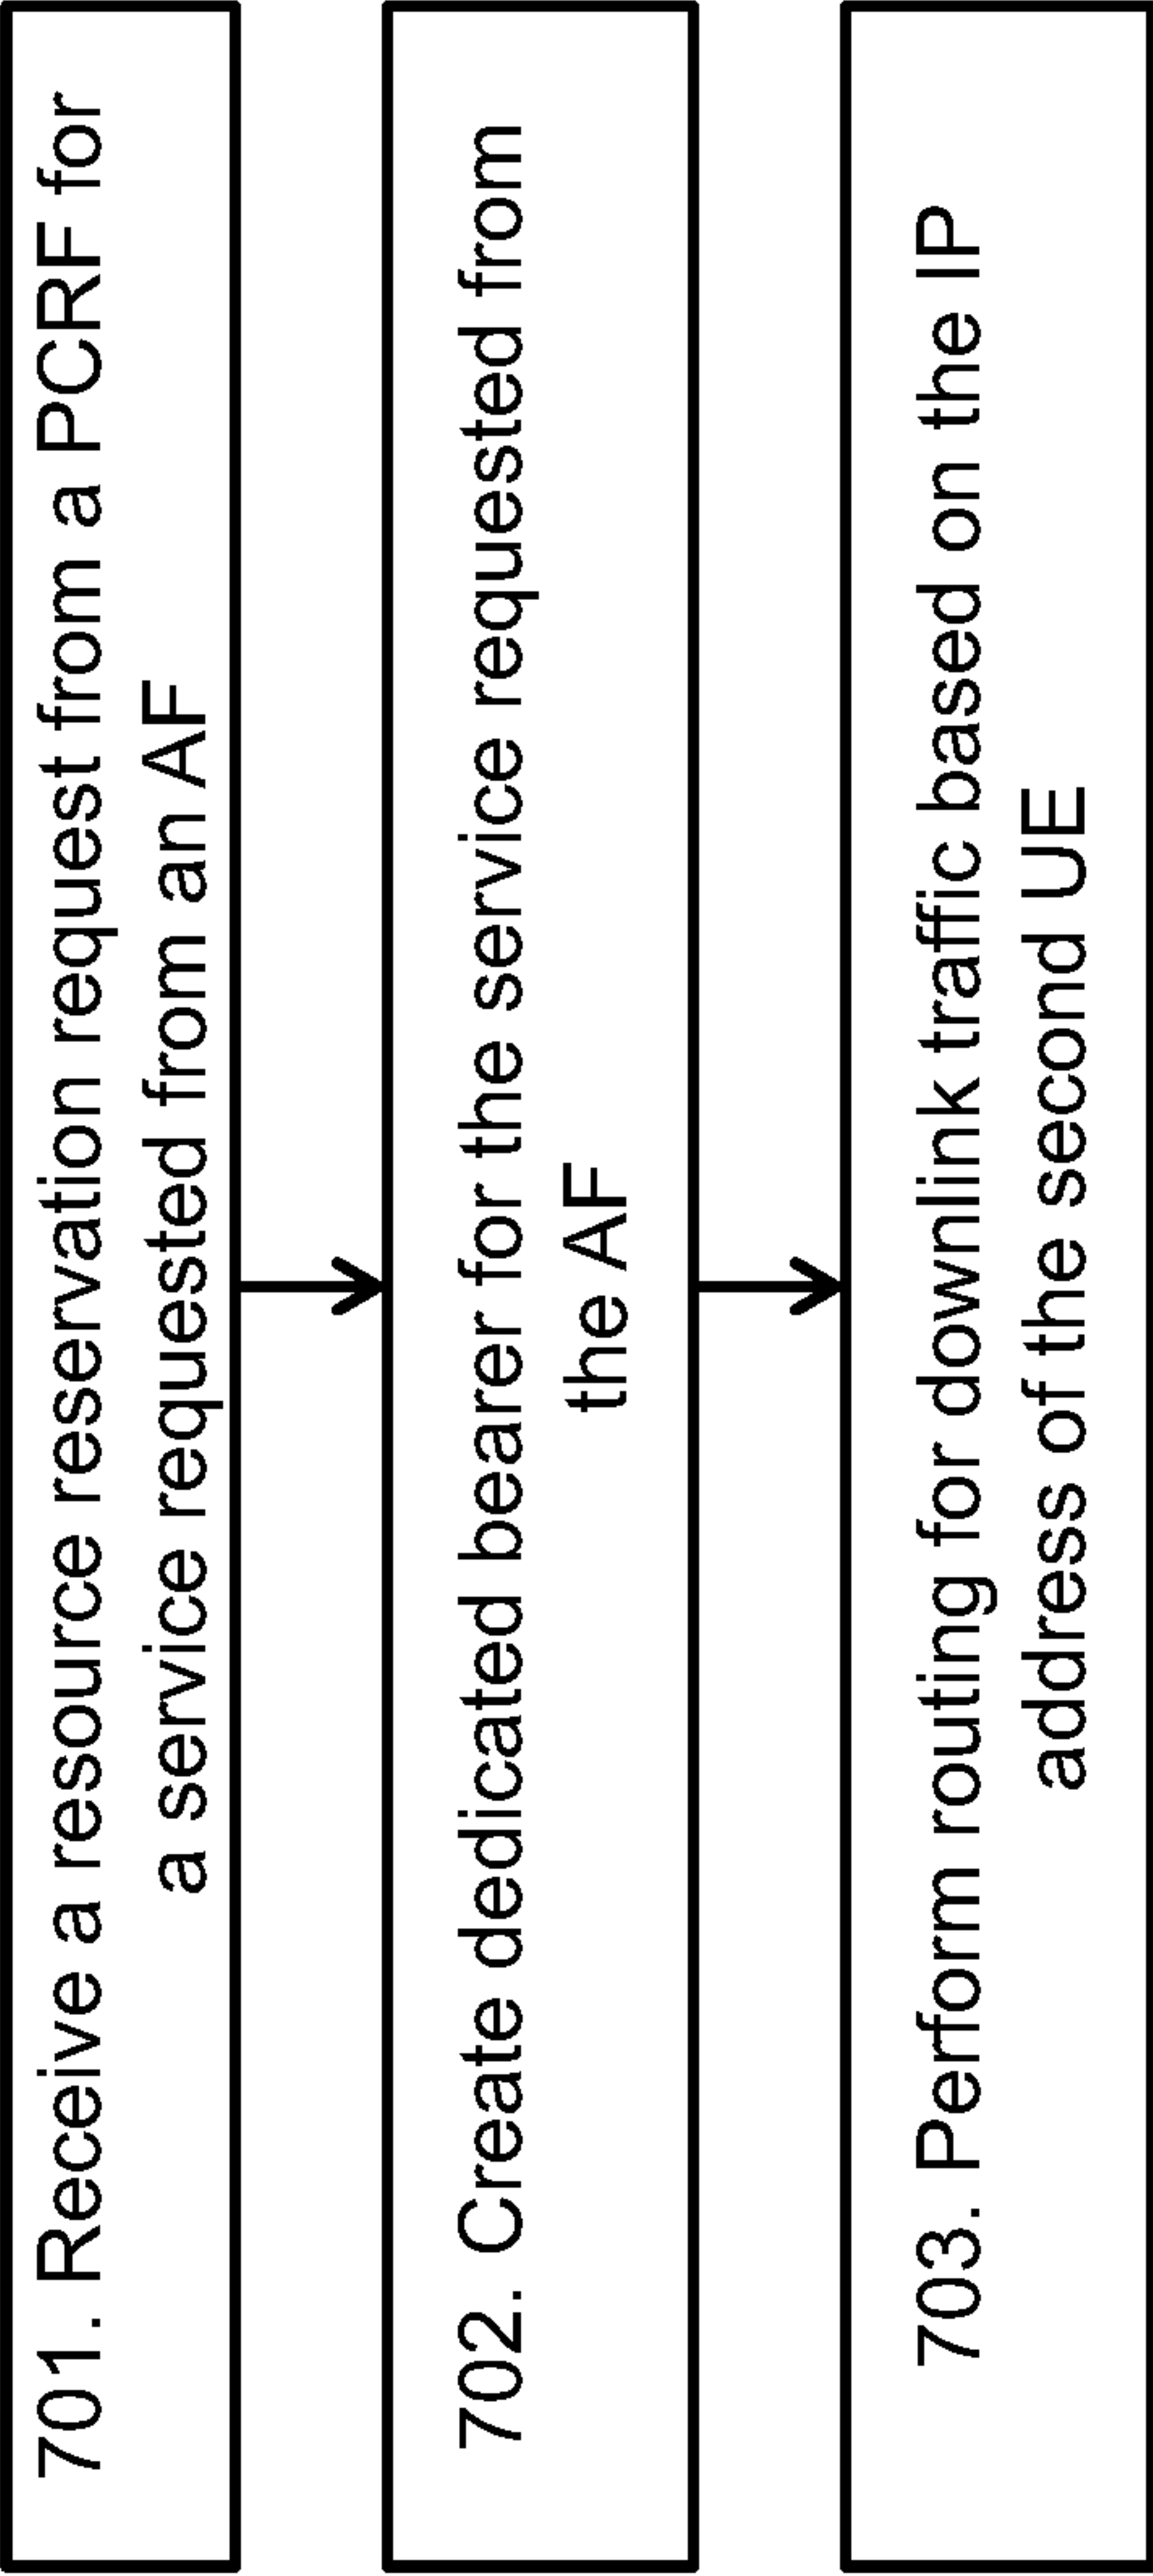 701. Receive a resource reservation request from a PCRF for
a service requested from an AF
702. Create dedicated bearer for the service requested from
the AF
703. Perform routing for downlink traffic based on the IP
address of the second UE